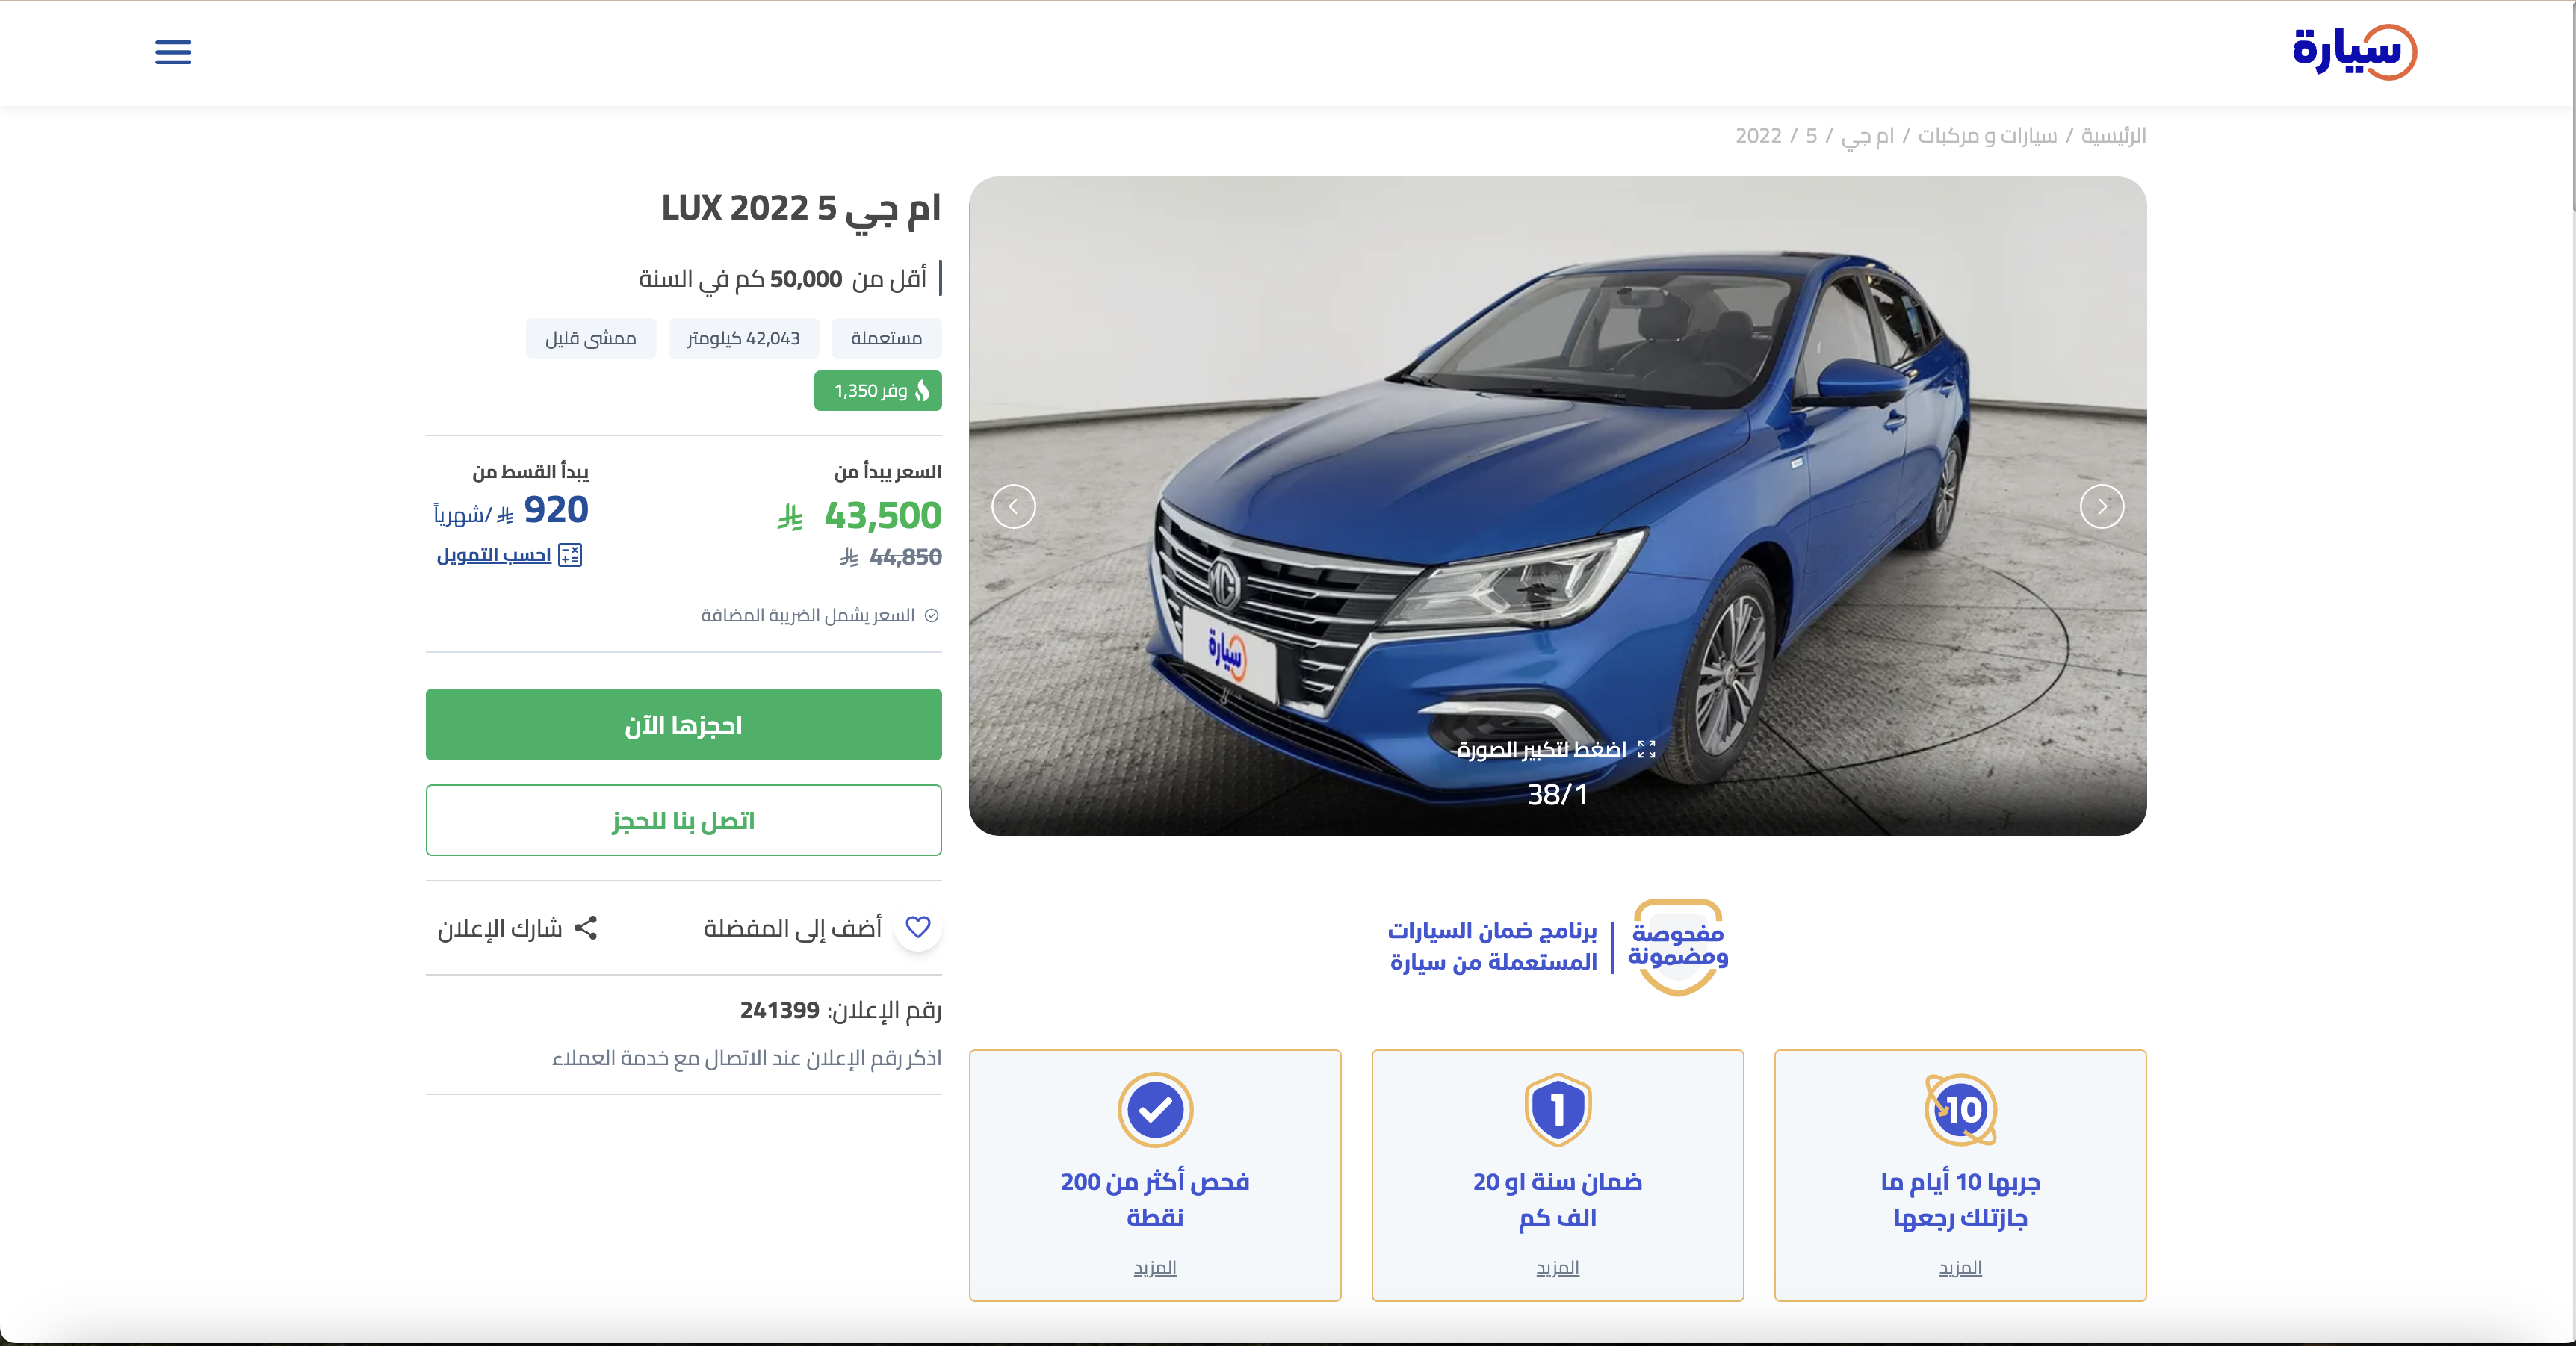 سيارة
الرئيسية / سيارات و مركبات / ام جي / 5 / 2022
MG
سيارة
اضغط لتكبير الصورة
38/1
ام جي 5 2022 LUX
أقل من 50,000 كم في السنة
مستعملة
42,043 كيلومتر
ممشى قليل
وفر 1,350
السعر يبدأ من
43,500
44,850
يبدأ القسط من
920 /شهرياً
احسب التمويل
السعر يشمل الضريبة المضافة
احجزها الآن
اتصل بنا للحجز
أضف إلى المفضلة
شارك الإعلان
رقم الإعلان: 241399
اذكر رقم الإعلان عند الاتصال مع خدمة العملاء
مفحوصة
ومضمونة
برنامج ضمان السيارات
المستعملة من سيارة
10
جربها 10 أيام ما
جازتلك رجعها
المزيد
1
ضمان سنة او 20
الف كم
المزيد
فحص أكثر من 200
نقطة
المزيد